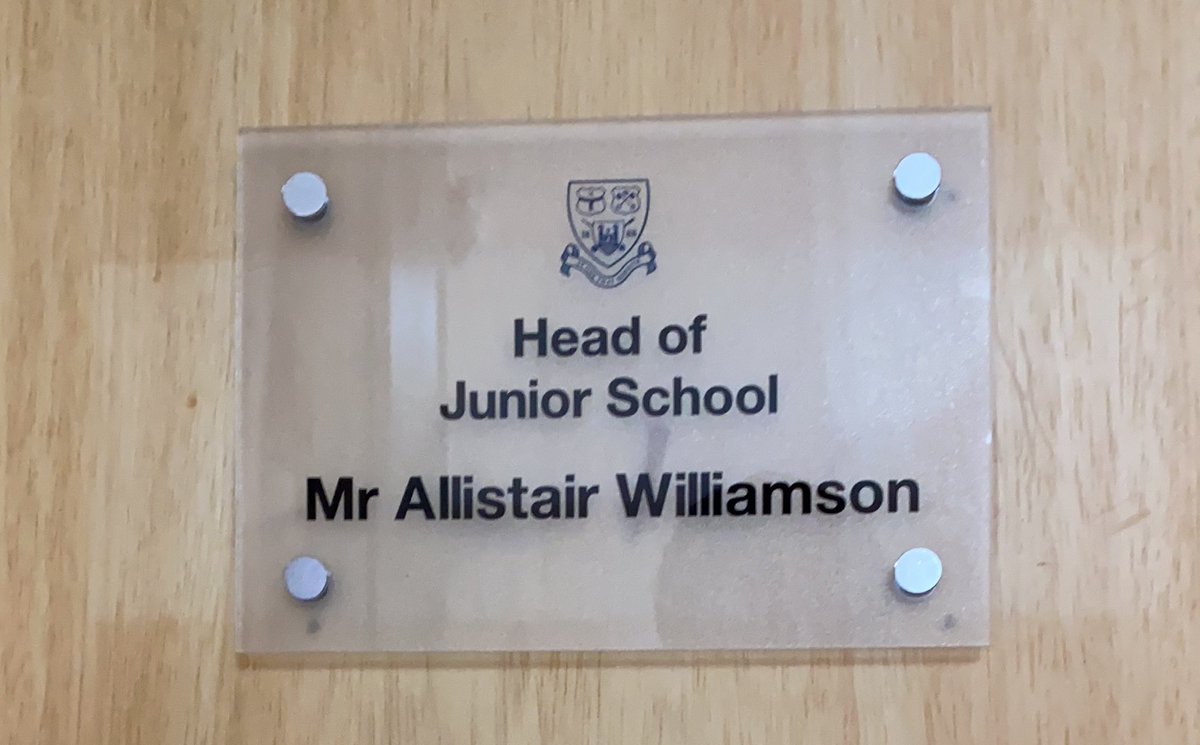 Head of
Junior School
Mr Allistair Williamson